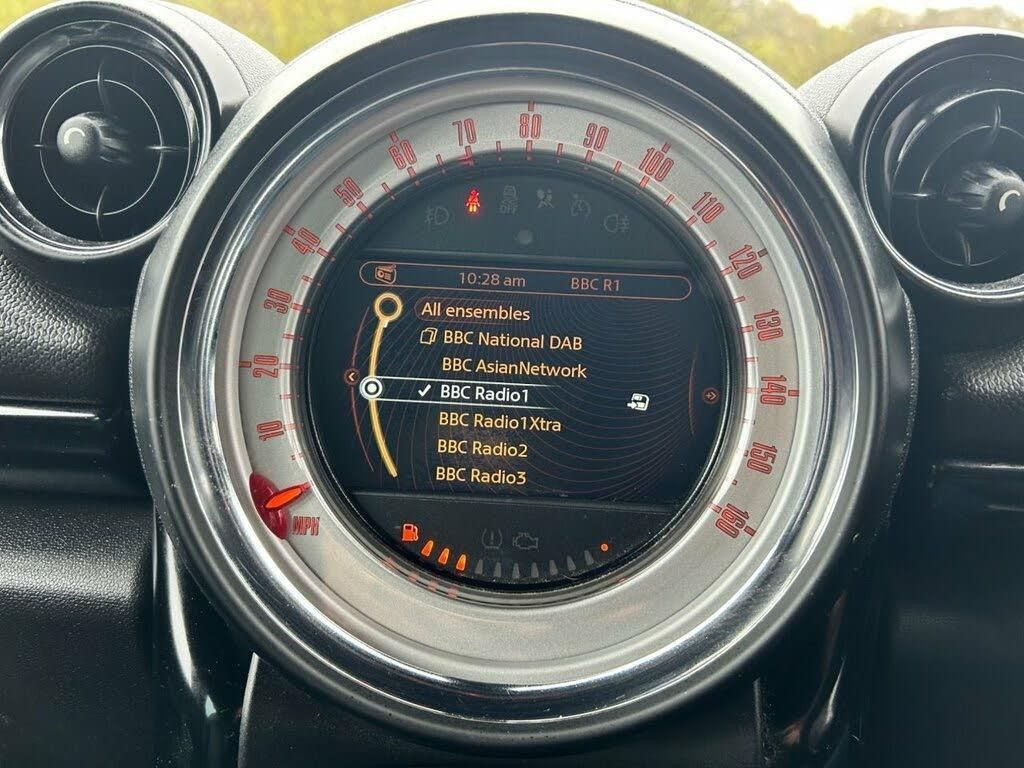 10
20
30
40
50
60
70
80
90
100
110
120
130
140
150
160
MPH
OFF
10:28 am BBC R1
All ensembles
BBC National DAB
BBC AsianNetwork
BBC Radio1
BBC Radio1Xtra
BBC Radio2
BBC Radio3